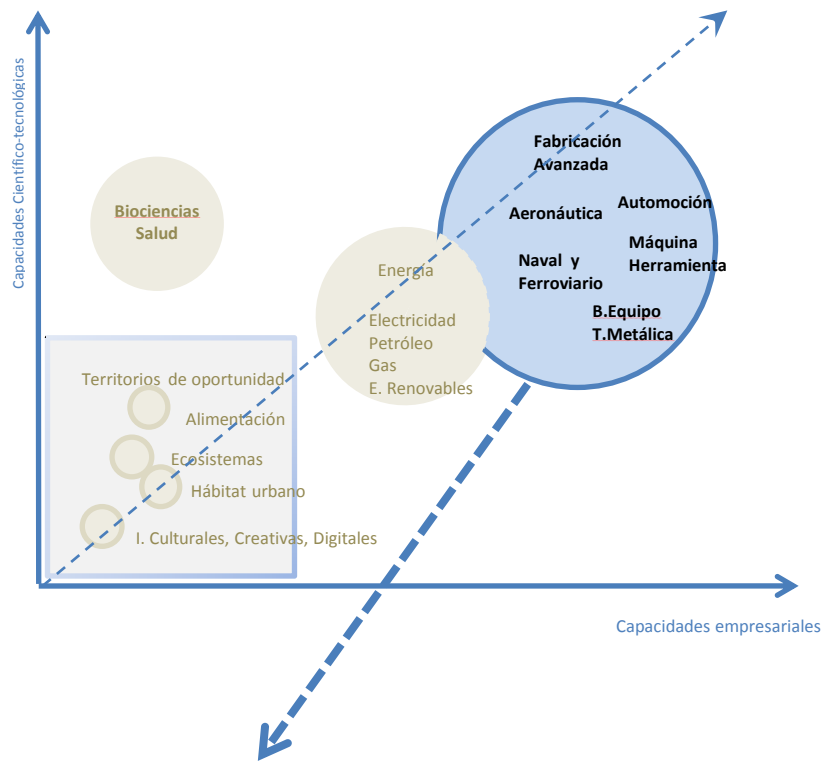 Capacidades Científico-tecnológicas
Fabricación
Avanzada
Automoción
Aeronáutica
Máquina
Herramienta
Naval y
Ferroviario
B.Equipo
T.Metálica
Biociencias
Salud
Energía
Electricidad
Petróleo
Gas
E. Renovables
Territorios de oportunidad
Alimentación
Ecosistemas
Hábitat urbano
I. Culturales, Creativas, Digitales
Capacidades empresariales